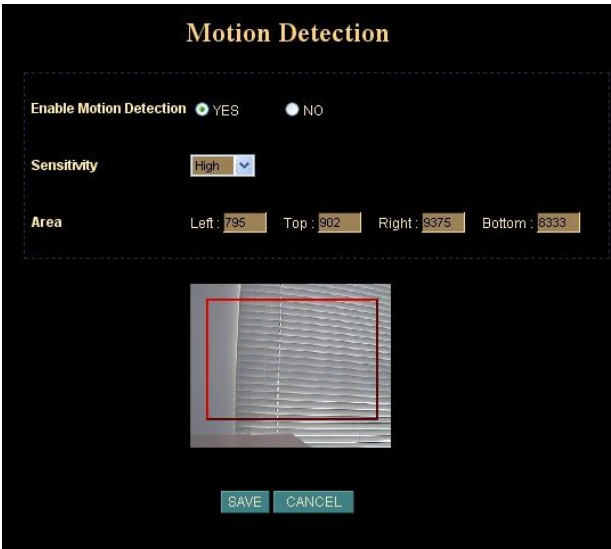 Motion Detection
Enable Motion Detection YES NO
Sensitivity High
Area Left : 795 Top : 902 Right : 9375 Bottom : 8333
SAVE CANCEL